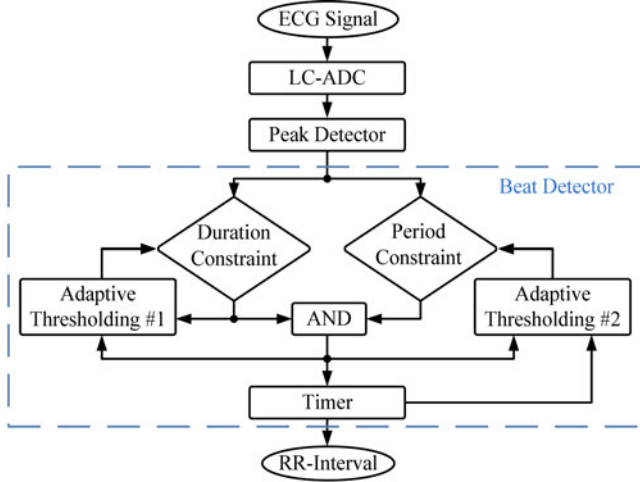 ECG Signal
LC-ADC
Peak Detector
Beat Detector
Duration
Constraint
Period
Constraint
Adaptive
Thresholding #1
AND
Adaptive
Thresholding #2
Timer
RR-Interval